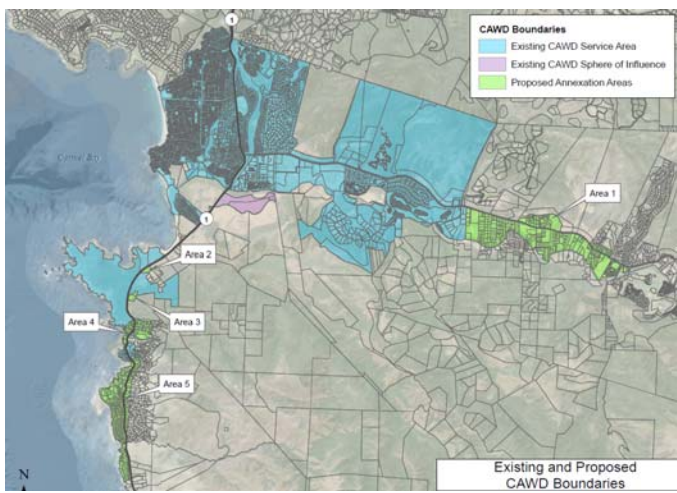 1
CAWD Boundaries
Existing CAWD Service Area
Existing CAWD Sphere of Influence
Proposed Annexation Areas
Area 1
1
Area 2
Area 4
Area 3
Area 5
N
Existing and Proposed
CAWD Boundaries